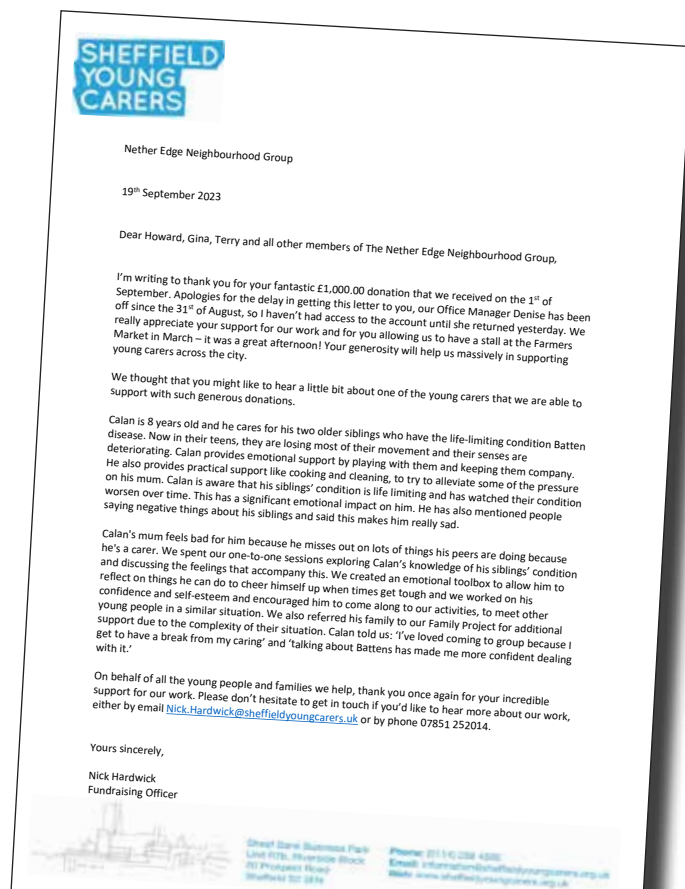 SHEFFIELD
YOUNG
CARERS
Nether Edge Neighbourhood Group
19th September 2023
Dear Howard, Gina, Terry and all other members of The Nether Edge Neighbourhood Group,
I'm writing to thank you for your fantastic £1,000.00 donation that we received on the 1st of
September. Apologies for the delay in getting this letter to you, our Office Manager Denise has been
off since the 31st of August, so I haven't had access to the account until she returned yesterday. We
really appreciate your support for our work and for you allowing us to have a stall at the Farmers
Market in March – it was a great afternoon! Your generosity will help us massively in supporting
young carers across the city.
We thought that you might like to hear a little bit about one of the young carers that we are able to
support with such generous donations.
Calan is 8 years old and he cares for his two older siblings who have the life-limiting condition Batten
disease. Now in their teens, they are losing most of their movement and their senses are
deteriorating. Calan provides emotional support by playing with them and keeping them company.
He also provides practical support like cooking and cleaning, to try to alleviate some of the pressure
on his mum. Calan is aware that his siblings' condition is life limiting and has watched their condition
worsen over time. This has a significant emotional impact on him. He has also mentioned people
saying negative things about his siblings and said this makes him really sad.
Calan's mum feels bad for him because he misses out on lots of things his peers are doing because
he's a carer. We spent our one-to-one sessions exploring Calan's knowledge of his siblings' condition
and discussing the feelings that accompany this. We created an emotional toolbox to allow him to
reflect on things he can do to cheer himself up when times get tough and we worked on his
confidence and self-esteem and encouraged him to come along to our activities, to meet other
young people in a similar situation. We also referred his family to our Family Project for additional
support due to the complexity of their situation. Calan told us: 'I've loved coming to group because I
get to have a break from my caring' and 'talking about Battens has made me more confident dealing
with it.'
On behalf of all the young people and families we help, thank you once again for your incredible
support for our work. Please don't hesitate to get in touch if you'd like to hear more about our work,
either by email Nick.Hardwick@sheffieldyoungcarers.uk or by phone 07851 252014.
Yours sincerely,
Nick Hardwick
Fundraising Officer